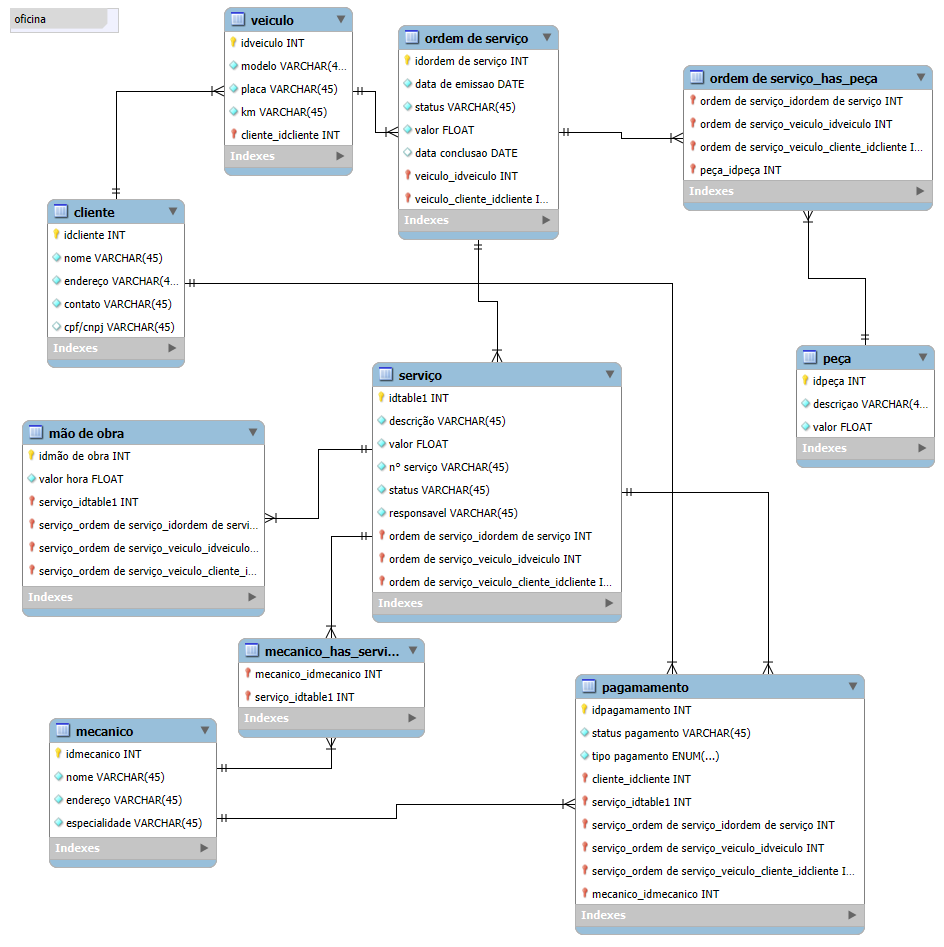 oficina
veiculo
idveiculo INT
modelo VARCHAR(4...
placa VARCHAR(45)
km VARCHAR(45)
cliente_idcliente INT
Indexes
ordem de serviço
idordem de serviço INT
data de emissao DATE
status VARCHAR(45)
valor FLOAT
data conclusao DATE
veiculo_idveiculo INT
veiculo_cliente_idcliente I...
Indexes
ordem de serviço_has_peça
ordem de serviço_idordem de serviço INT
ordem de serviço_veiculo_idveiculo INT
ordem de serviço_veiculo_cliente_idcliente I...
peça_idpeça INT
Indexes
cliente
idcliente INT
nome VARCHAR(45)
endereço VARCHAR(4...
contato VARCHAR(45)
cpf/cnpj VARCHAR(45)
Indexes
peça
idpeça INT
descriçao VARCHAR(4...
valor FLOAT
Indexes
serviço
idtable1 INT
descrição VARCHAR(45)
valor FLOAT
n° serviço VARCHAR(45)
status VARCHAR(45)
responsavel VARCHAR(45)
ordem de serviço_idordem de serviço INT
ordem de serviço_veiculo_idveiculo INT
ordem de serviço_veiculo_cliente_idcliente I...
Indexes
mão de obra
idmão de obra INT
valor hora FLOAT
serviço_idtable1 INT
serviço_ordem de serviço_idordem de servi...
serviço_ordem de serviço_veiculo_idveiculo...
serviço_ordem de serviço_veiculo_cliente_i...
Indexes
mecanico_has_servi...
mecanico_idmecanico INT
serviço_idtable1 INT
Indexes
mecanico
idmecanico INT
nome VARCHAR(45)
endereço VARCHAR(45)
especialidade VARCHAR(45)
Indexes
pagamamento
idpagamamento INT
status pagamento VARCHAR(45)
tipo pagamento ENUM(...)
cliente_idcliente INT
serviço_idtable1 INT
serviço_ordem de serviço_idordem de serviço INT
serviço_ordem de serviço_veiculo_idveiculo INT
serviço_ordem de serviço_veiculo_cliente_idcliente I...
mecanico_idmecanico INT
Indexes